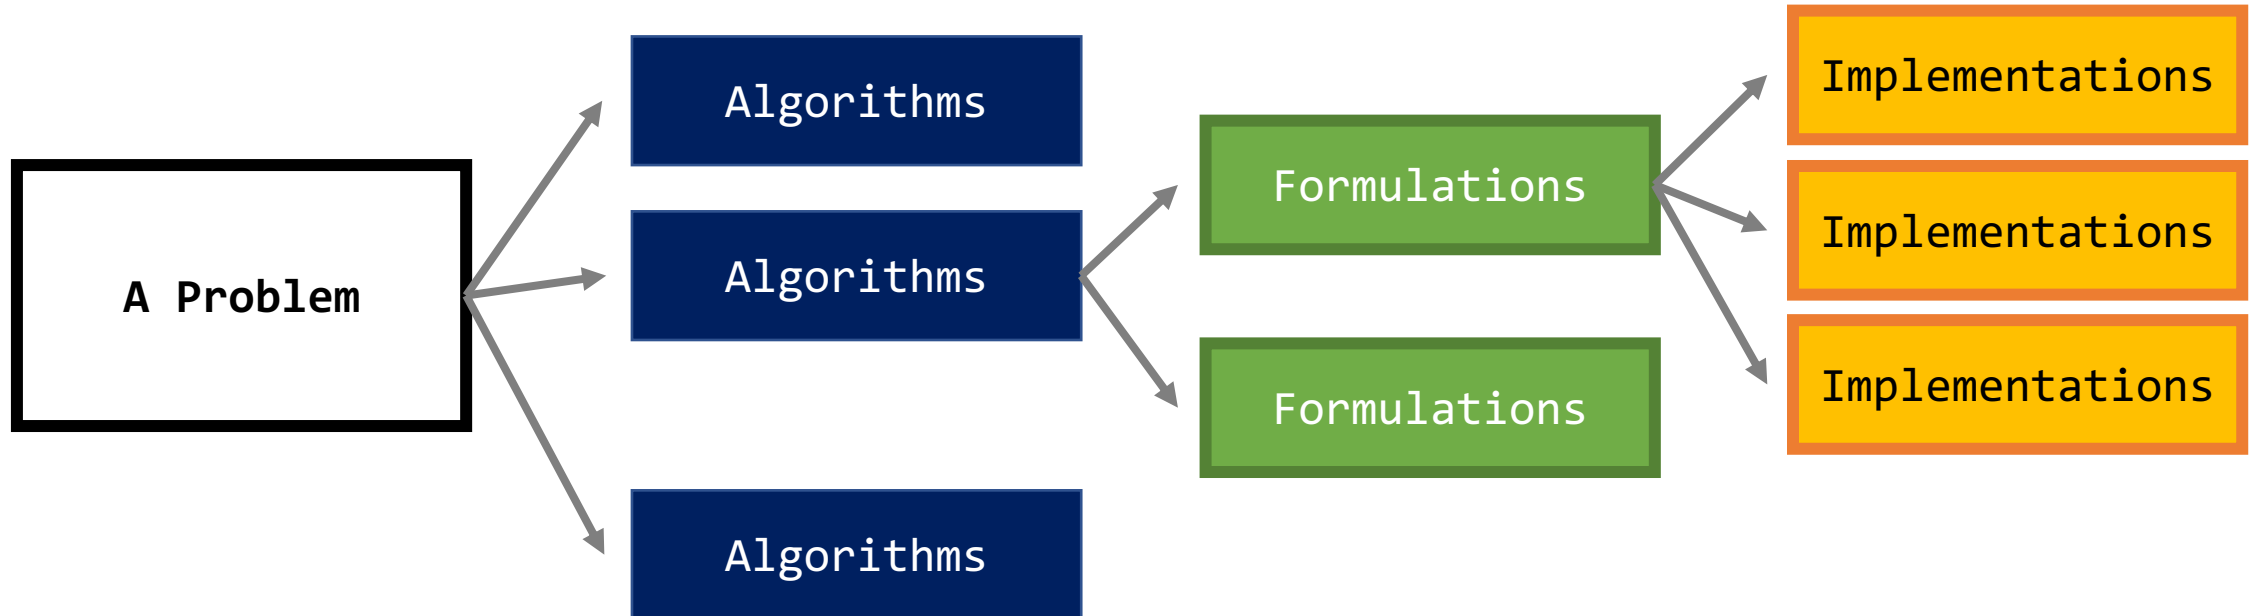 A Problem
Algorithms
Algorithms
Algorithms
Formulations
Formulations
Implementations
Implementations
Implementations